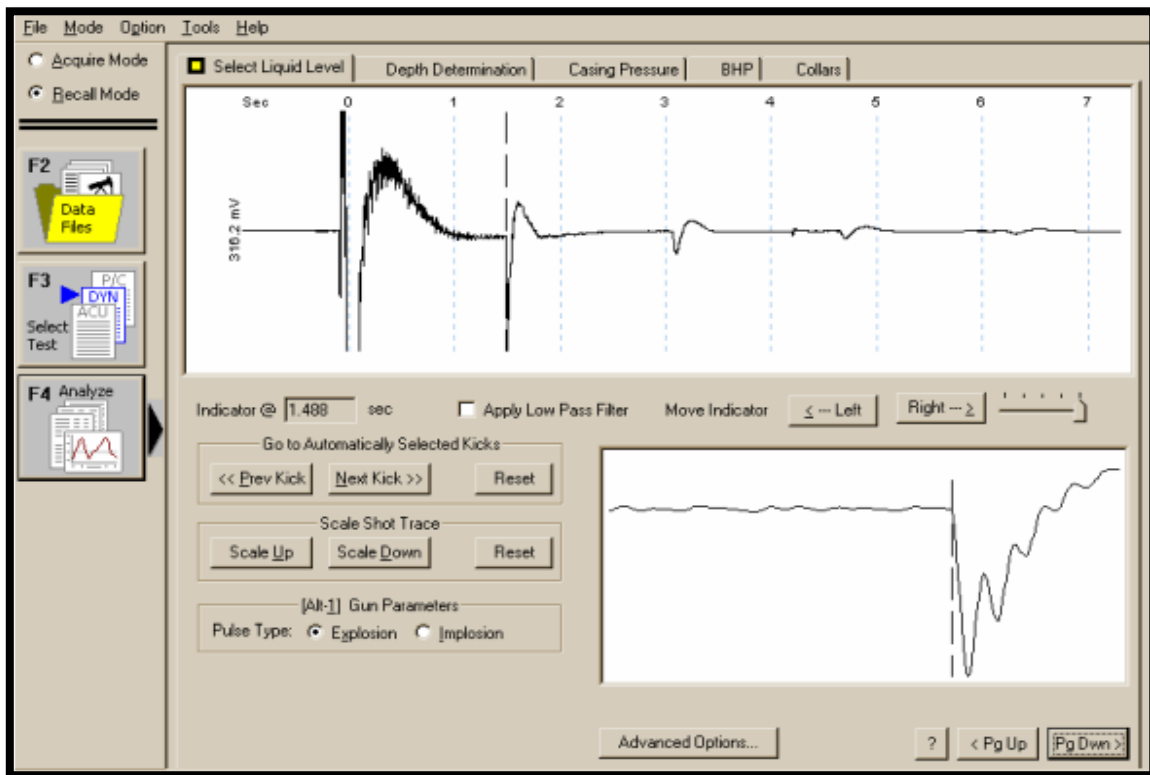 File Mode Option Tools Help
Acquire Mode
Recall Mode
F2
Data
Files
F3
P/C
DYN
ACU
Select
Test
F4 Analyze
Select Liquid Level Depth Determination Casing Pressure BHP Collars
Sec 0 1 2 3 4 5 6 7
316.2 mV
Indicator @ 1.488 sec Apply Low Pass Filter Move Indicator < -- Left Right -- >
Go to Automatically Selected Kicks
<< Prev Kick Next Kick >> Reset
Scale Shot Trace
Scale Up Scale Down Reset
[Alt-1] Gun Parameters
Pulse Type: Explosion Implosion
Advanced Options... ? < Pg Up Pg Dwn >